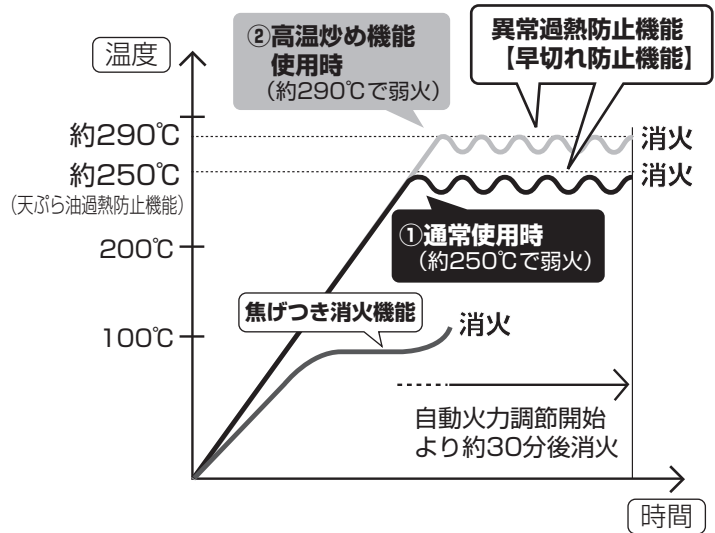 温度
②高温炒め機能
使用時
（約290℃で弱火）
異常過熱防止機能
【早切れ防止機能】
約290℃
消火
約250℃
（天ぷら油過熱防止機能）
消火
①通常使用時
（約250℃で弱火）
200℃
焦げつき消火機能
消火
100℃
自動火力調節開始
より約30分後消火
時間